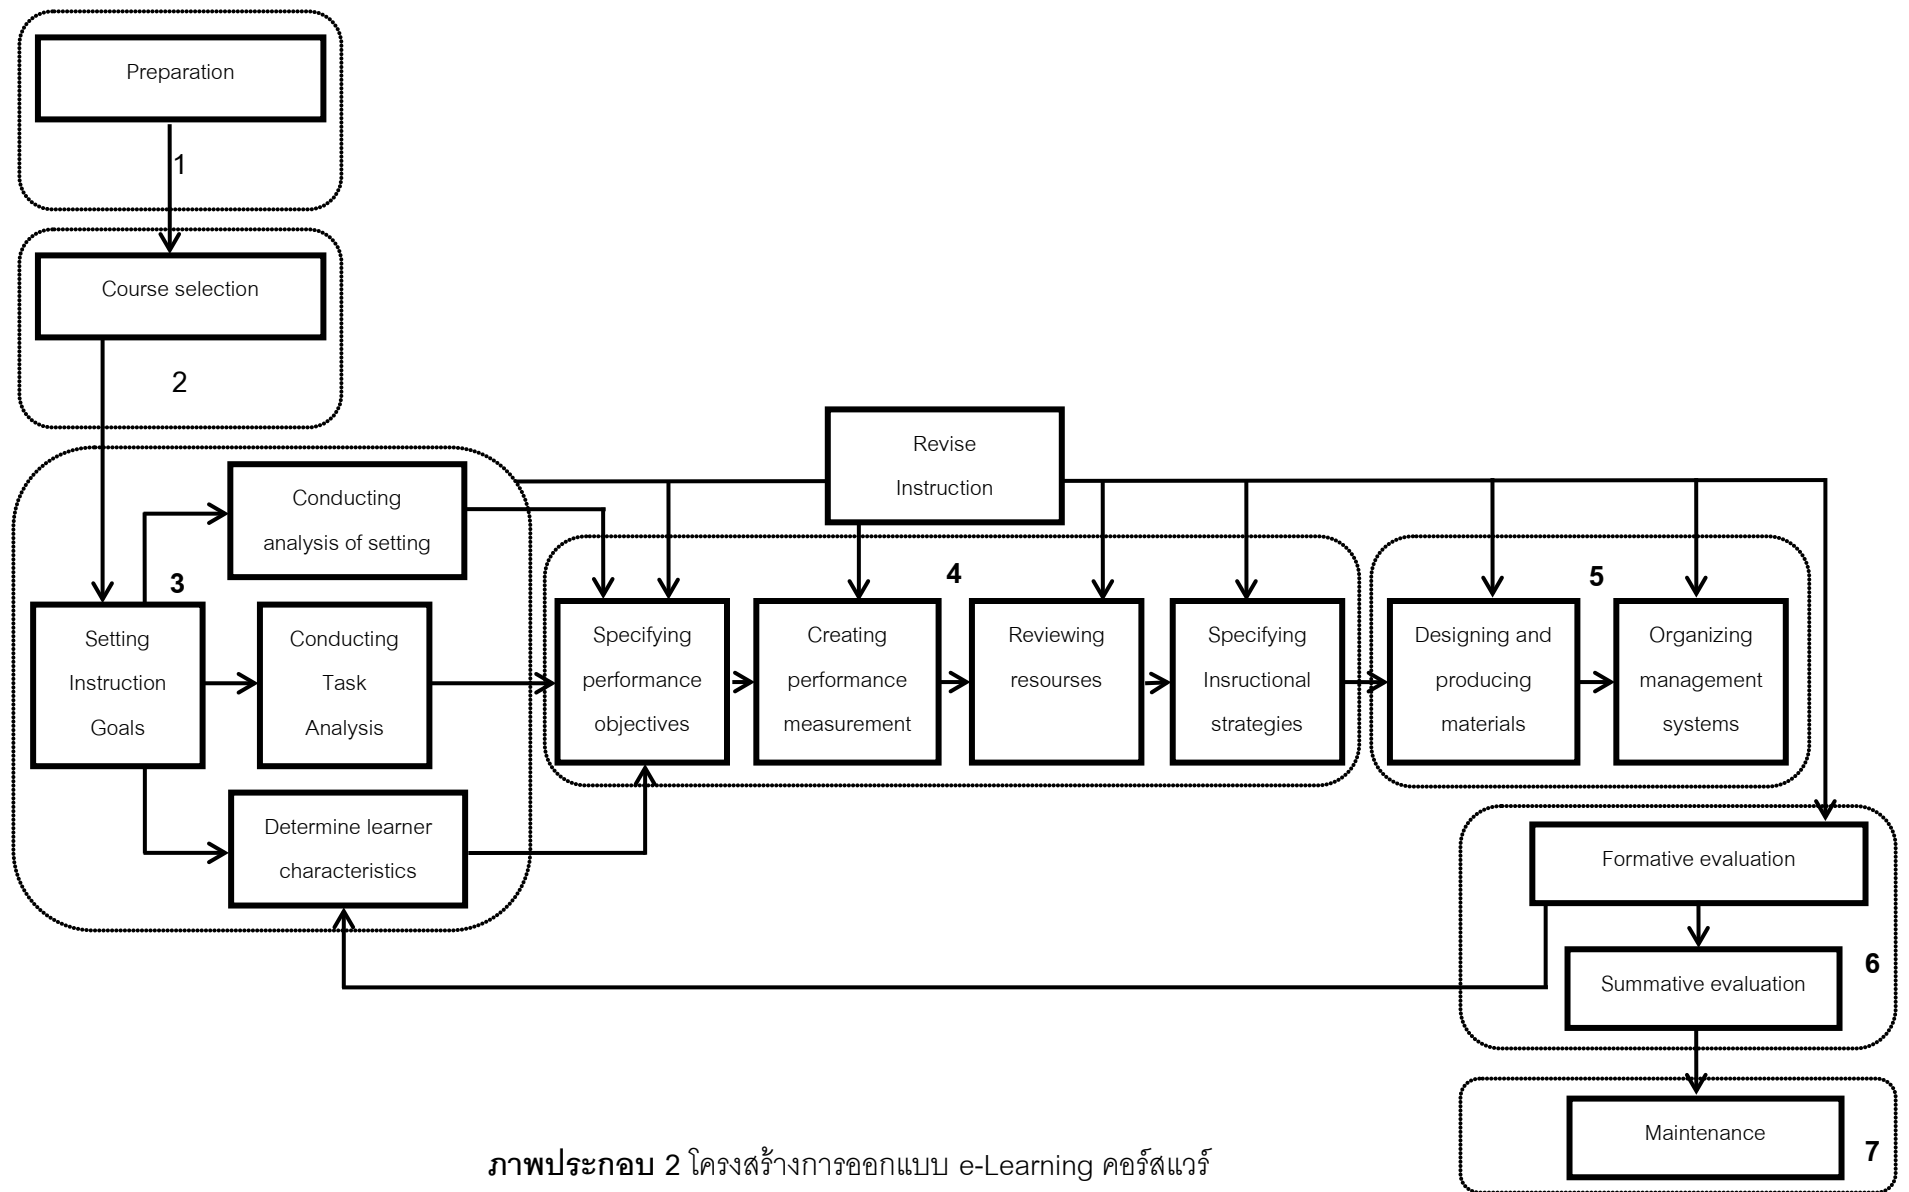 Preparation
1
Course selection
2
Revise
Instruction
Conducting
analysis of setting
3
Setting
Instruction
Goals
Conducting
Task
Analysis
Determine learner
characteristics
4
Specifying
performance
objectives
Creating
performance
measurement
Reviewing
resourses
Specifying
Insructional
strategies
5
Designing and
producing
materials
Organizing
management
systems
Formative evaluation
Summative evaluation
6
Maintenance
7
ภาพประกอบ 2 โครงสร้างการออกแบบ e-Learning คอร์สแวร์